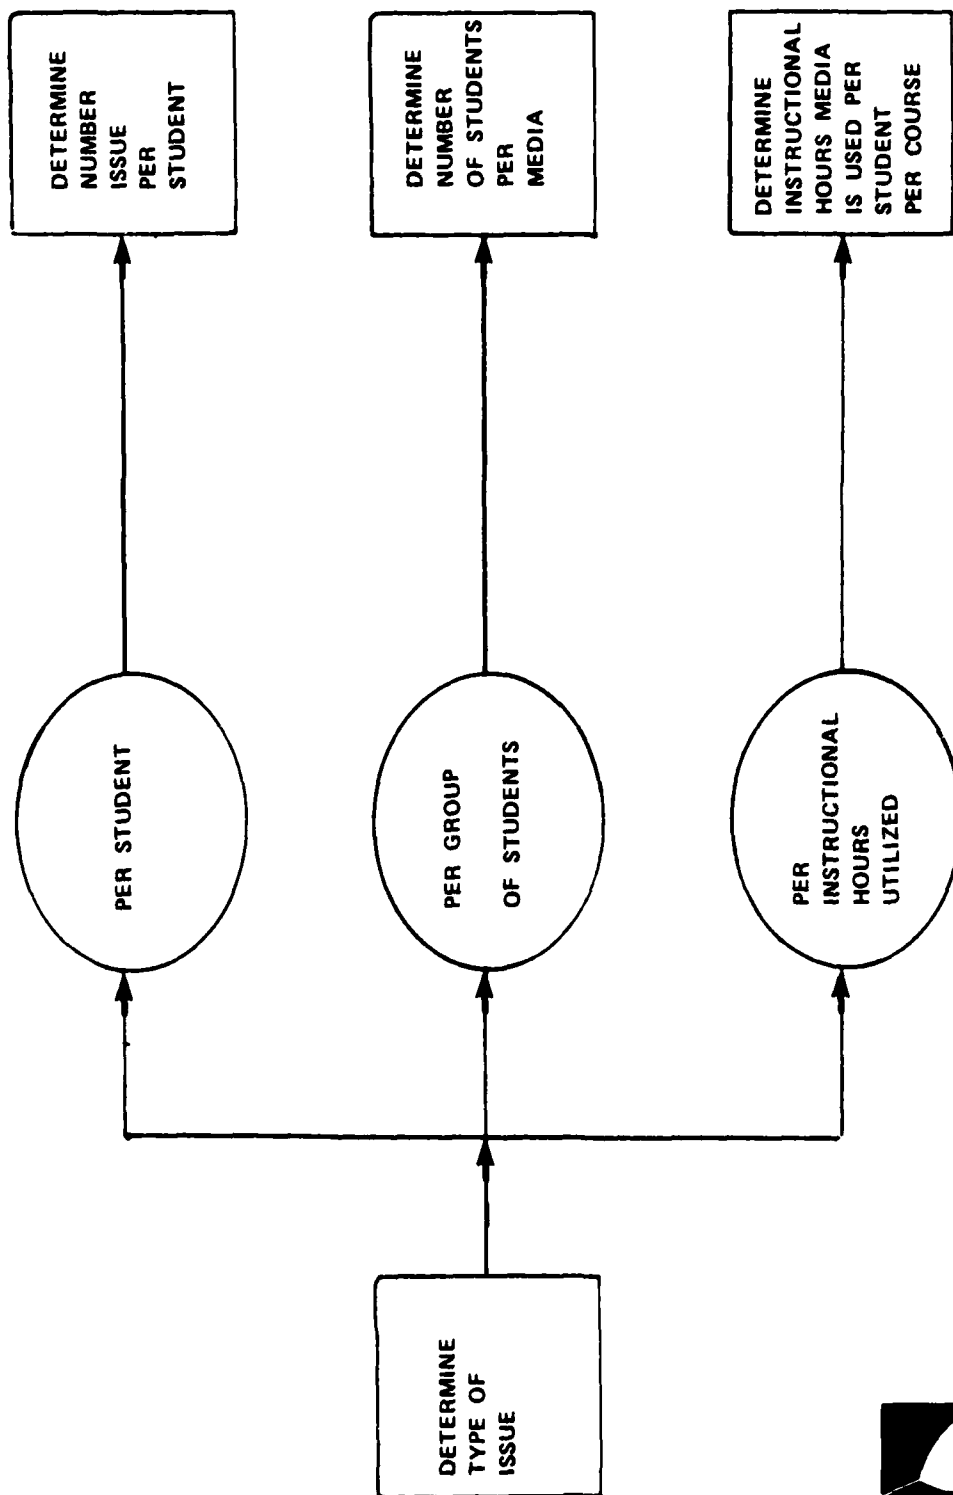 DETERMINE
TYPE OF
ISSUE
PER STUDENT
PER GROUP
OF STUDENTS
PER
INSTRUCTIONAL
HOURS
UTILIZED
DETERMINE
NUMBER
ISSUE
PER
STUDENT
DETERMINE
NUMBER
OF STUDENTS
PER
MEDIA
DETERMINE
INSTRUCTIONAL
HOURS MEDIA
IS USED PER
STUDENT
PER COURSE